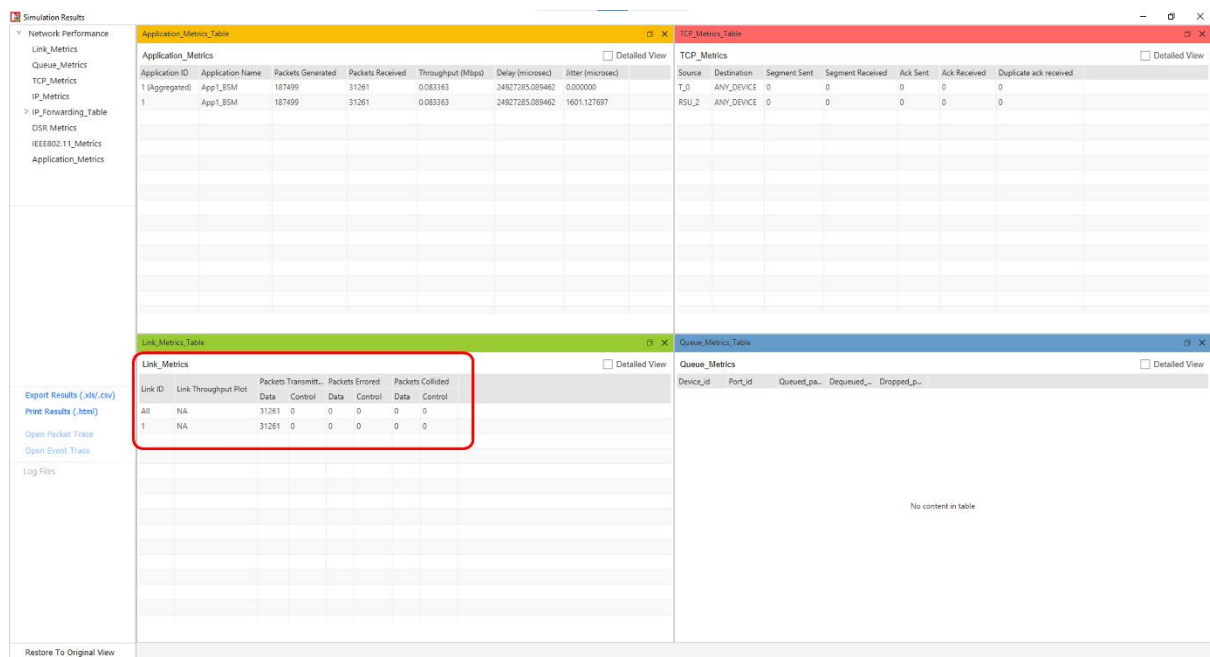 Simulation Results
Network Performance
Link_Metrics
Queue_Metrics
TCP_Metrics
IP_Metrics
IP_Forwarding_Table
DSR Metrics
IEEE802.11_Metrics
Application_Metrics
Export Results (.xls/.csv)
Print Results (.html)
Open Packet Trace
Open Event Trace
Log Files
Restore To Original View
Application_Metrics_Table
Application_Metrics Detailed View
Application ID Application Name Packets Generated Packets Received Throughput (Mbps) Delay (microsec) Jitter (microsec)
1 (Aggregated) App1_BSM 187499 31261 0.083363 24927285.089462 0.000000
1 App1_BSM 187499 31261 0.083363 24927285.089462 1601.127697
TCP_Metrics_Table
TCP_Metrics Detailed View
Source Destination Segment Sent Segment Received Ack Sent Ack Received Duplicate ack received
T_0 ANY_DEVICE 0 0 0 0 0
RSU_2 ANY_DEVICE 0 0 0 0 0
Link_Metrics_Table
Link_Metrics Detailed View
Link ID Link Throughput Plot Packets Transmitt... Packets Errored Packets Collided
Data Control Data Control Data Control
All NA 31261 0 0 0 0 0
1 NA 31261 0 0 0 0 0
Queue_Metrics_Table
Queue_Metrics Detailed View
Device_id Port_id Queued_pa... Dequeued_... Dropped_p...
No content in table